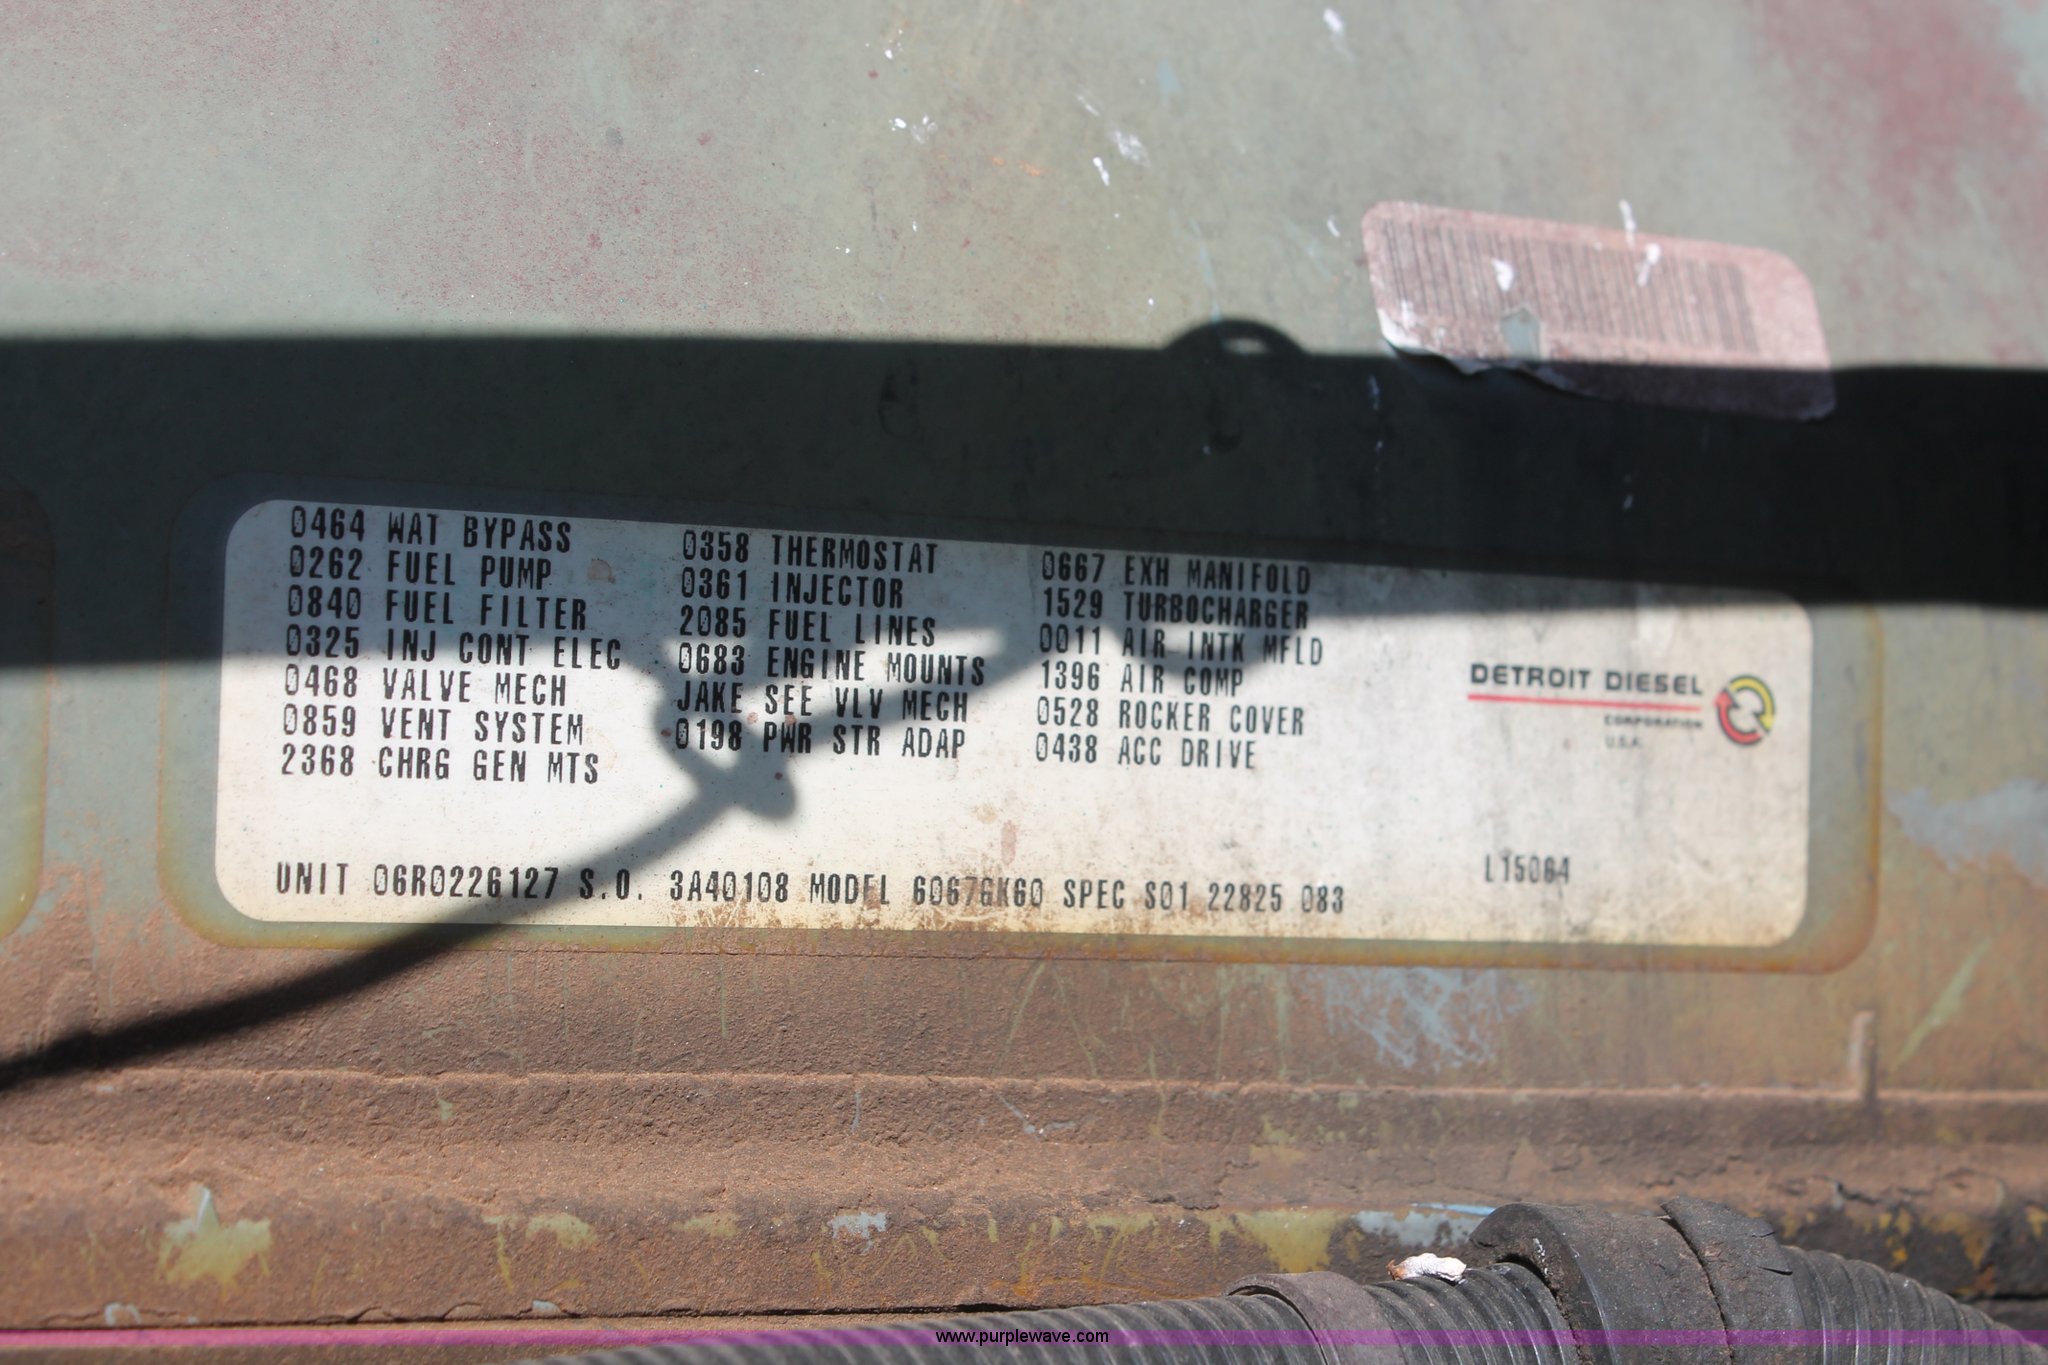 0464 WAT BYPASS
0262 FUEL PUMP
0840 FUEL FILTER
0325 INJ CONT ELEC
0468 VALVE MECH
0859 VENT SYSTEM
2368 CHRG GEN MTS
0358 THERMOSTAT
0361 INJECTOR
2085 FUEL LINES
0683 ENGINE MOUNTS
JAKE SEE VLV MECH
0198 PWR STR ADAP
0667 EXH MANIFOLD
1529 TURBOCHARGER
0011 AIR INTK MFLD
1396 AIR COMP
0528 ROCKER COVER
0438 ACC DRIVE
DETROIT DIESEL
CORPORATION
U.S.A.
L15064
UNIT 06R0226127 S.O. 3A40108 MODEL 6067GK60 SPEC S01 22825 083
www.purplewave.com